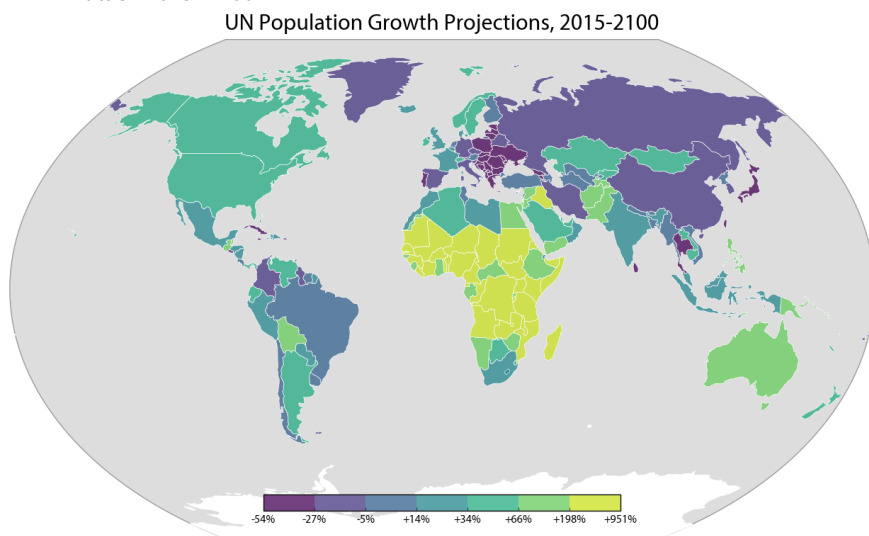 UN Population Growth Projections, 2015-2100
-54% -27% -5% +14% +34% +66% +198% +951%